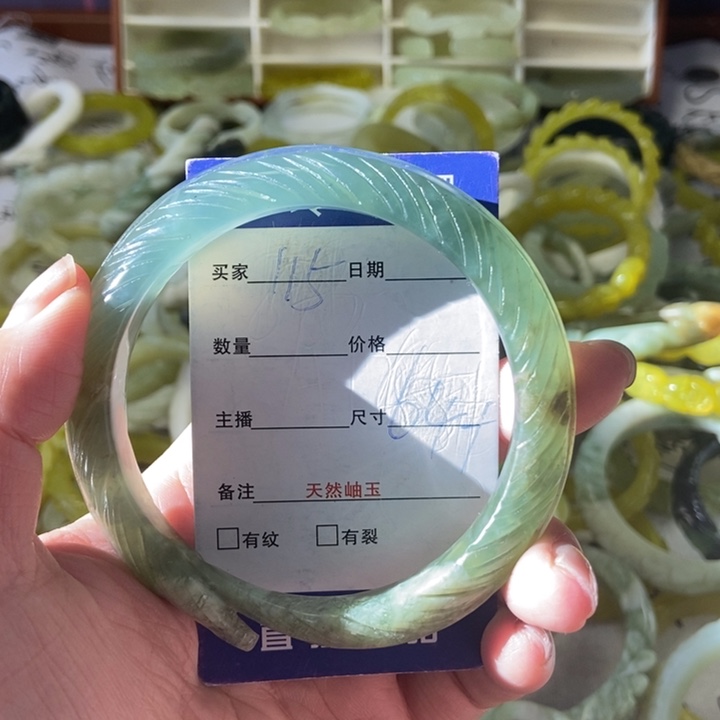 买家 115 日期
数量 价格
主播 尺寸
备注 天然岫玉
□有纹 □有裂